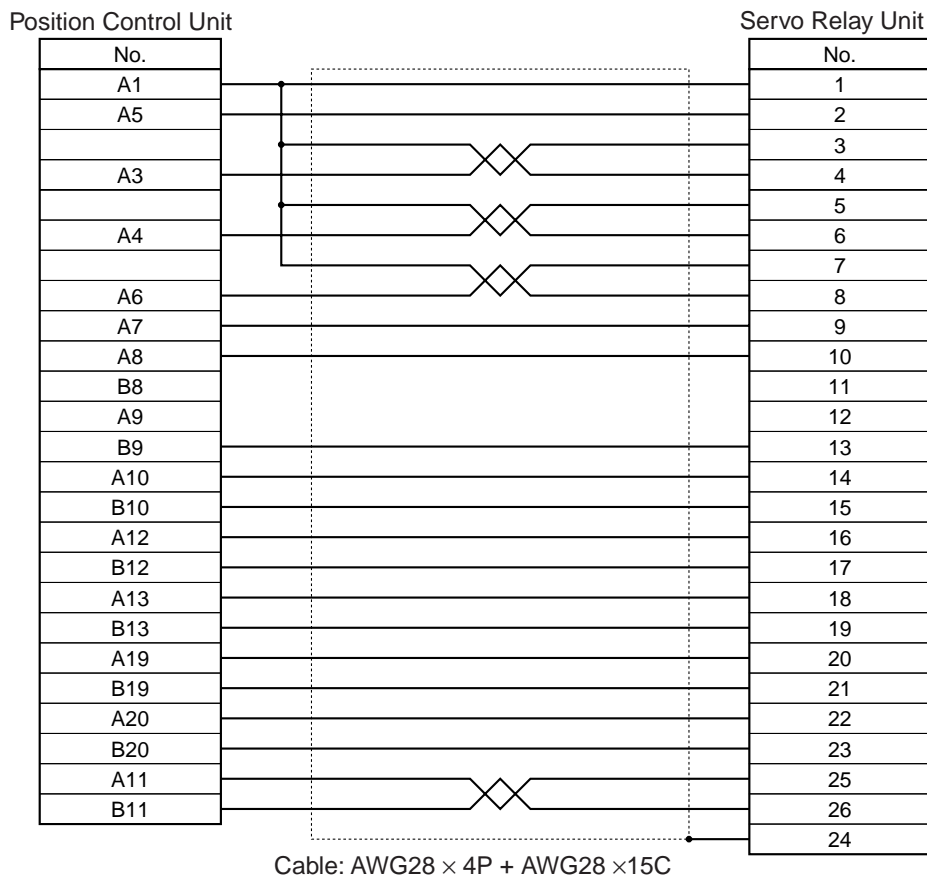 Position Control Unit Servo Relay Unit
No. No.
A1 1
A5 2
3
A3 4
5
A4 6
7
A6 8
A7 9
A8 10
B8 11
A9 12
B9 13
A10 14
B10 15
A12 16
B12 17
A13 18
B13 19
A19 20
B19 21
A20 22
B20 23
A11 25
B11 26
24
Cable: AWG28 × 4P + AWG28 ×15C